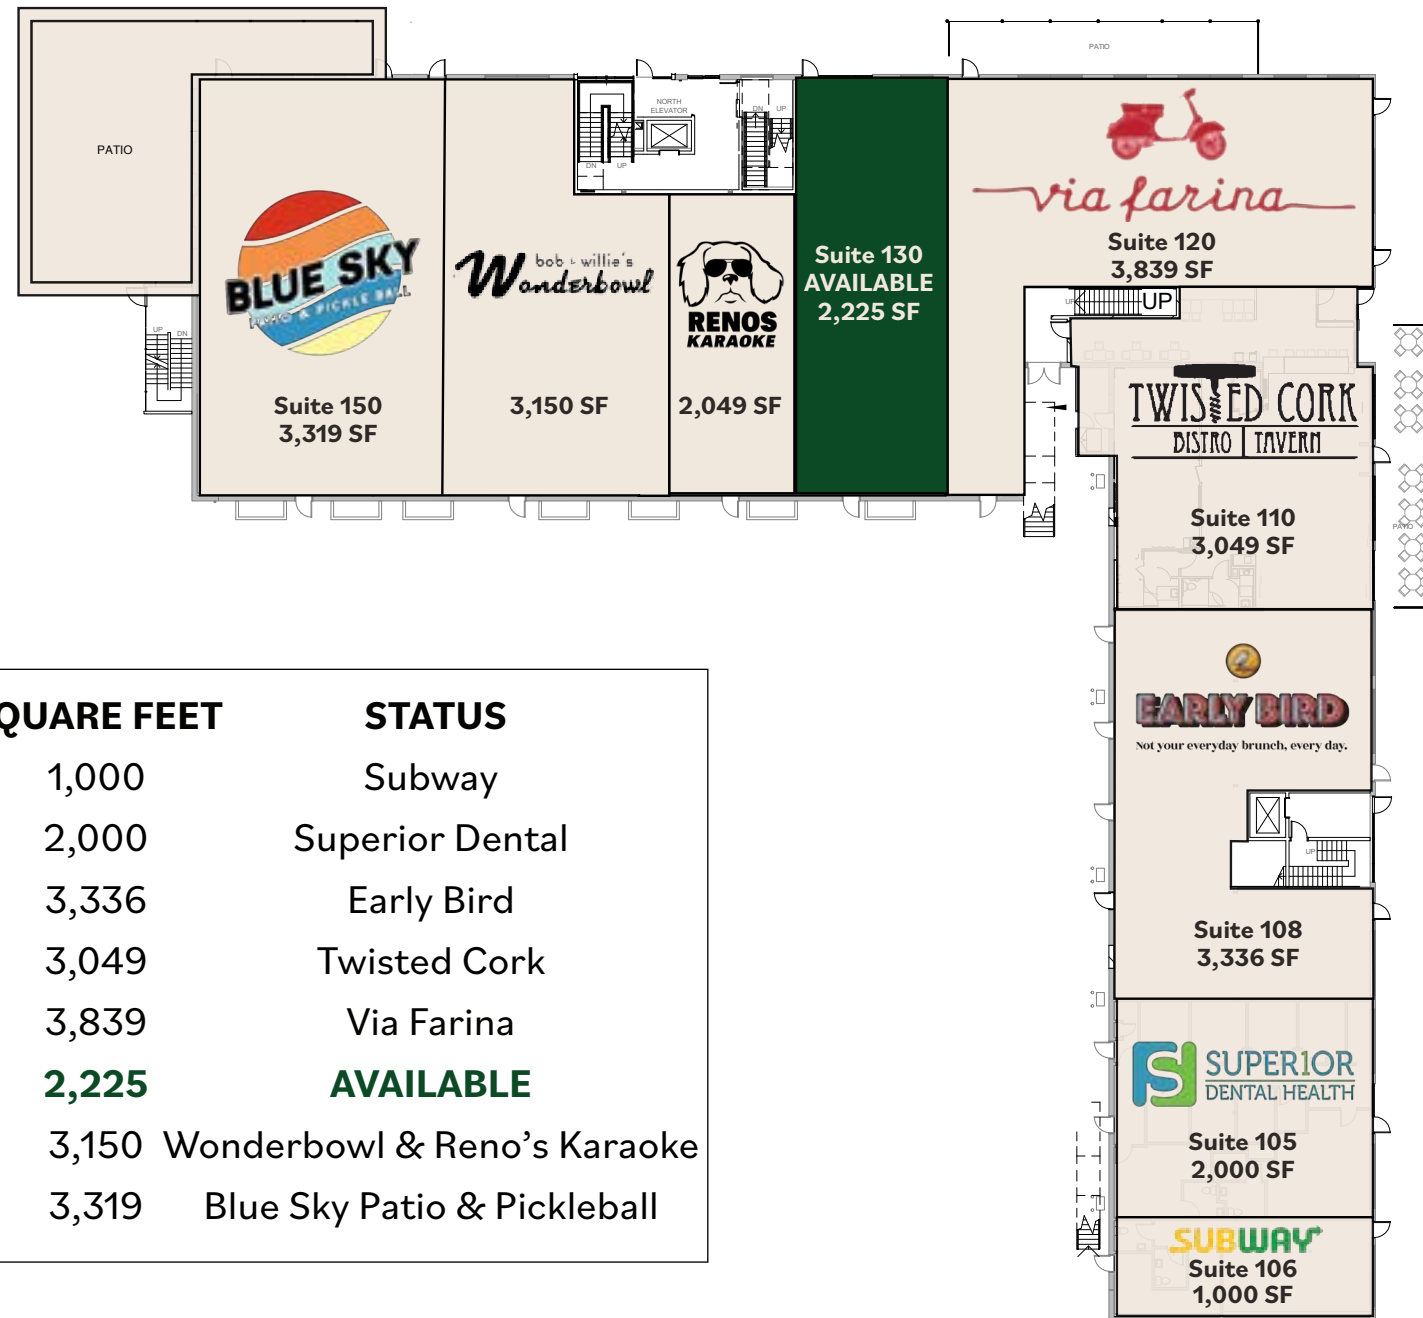 PATIO
PATIO
NORTH
ELEVATOR
DN
UP
DN
UP
BLUE SKY
PATIO & PICKLE BALL
Suite 150
3,319 SF
UP
DN
bob & willie's
Wonderbowl
3,150 SF
RENOS
KARAOKE
2,049 SF
Suite 130
AVAILABLE
2,225 SF
via farina
Suite 120
3,839 SF
UP
UP
TWISTED CORK
BISTRO TAVERN
Suite 110
3,049 SF
PATIO
EARLY BIRD
Not your everyday brunch, every day.
UP
Suite 108
3,336 SF
SUPER1OR
DENTAL HEALTH
Suite 105
2,000 SF
SUBWAY
Suite 106
1,000 SF
QUARE FEET STATUS
1,000 Subway
2,000 Superior Dental
3,336 Early Bird
3,049 Twisted Cork
3,839 Via Farina
2,225 AVAILABLE
3,150 Wonderbowl & Reno’s Karaoke
3,319 Blue Sky Patio & Pickleball